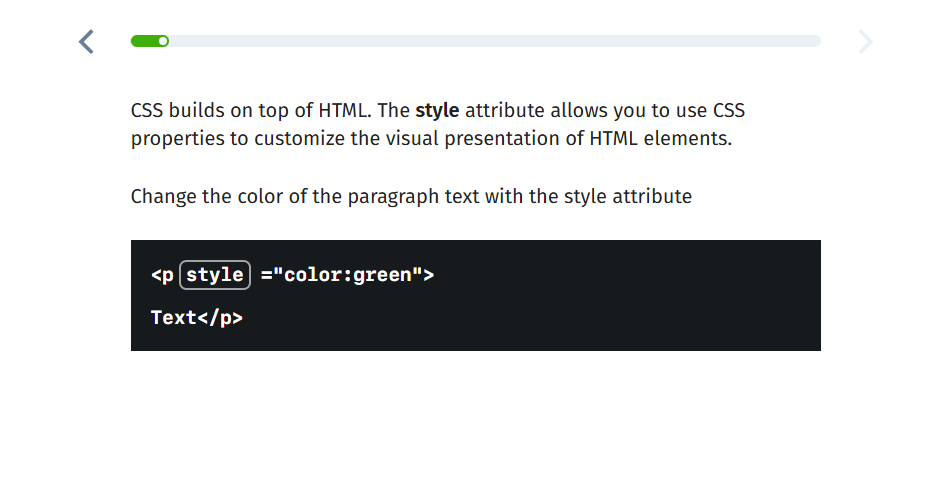 CSS builds on top of HTML. The style attribute allows you to use CSS
properties to customize the visual presentation of HTML elements.
Change the color of the paragraph text with the style attribute
<p style ="color:green">
Text</p>